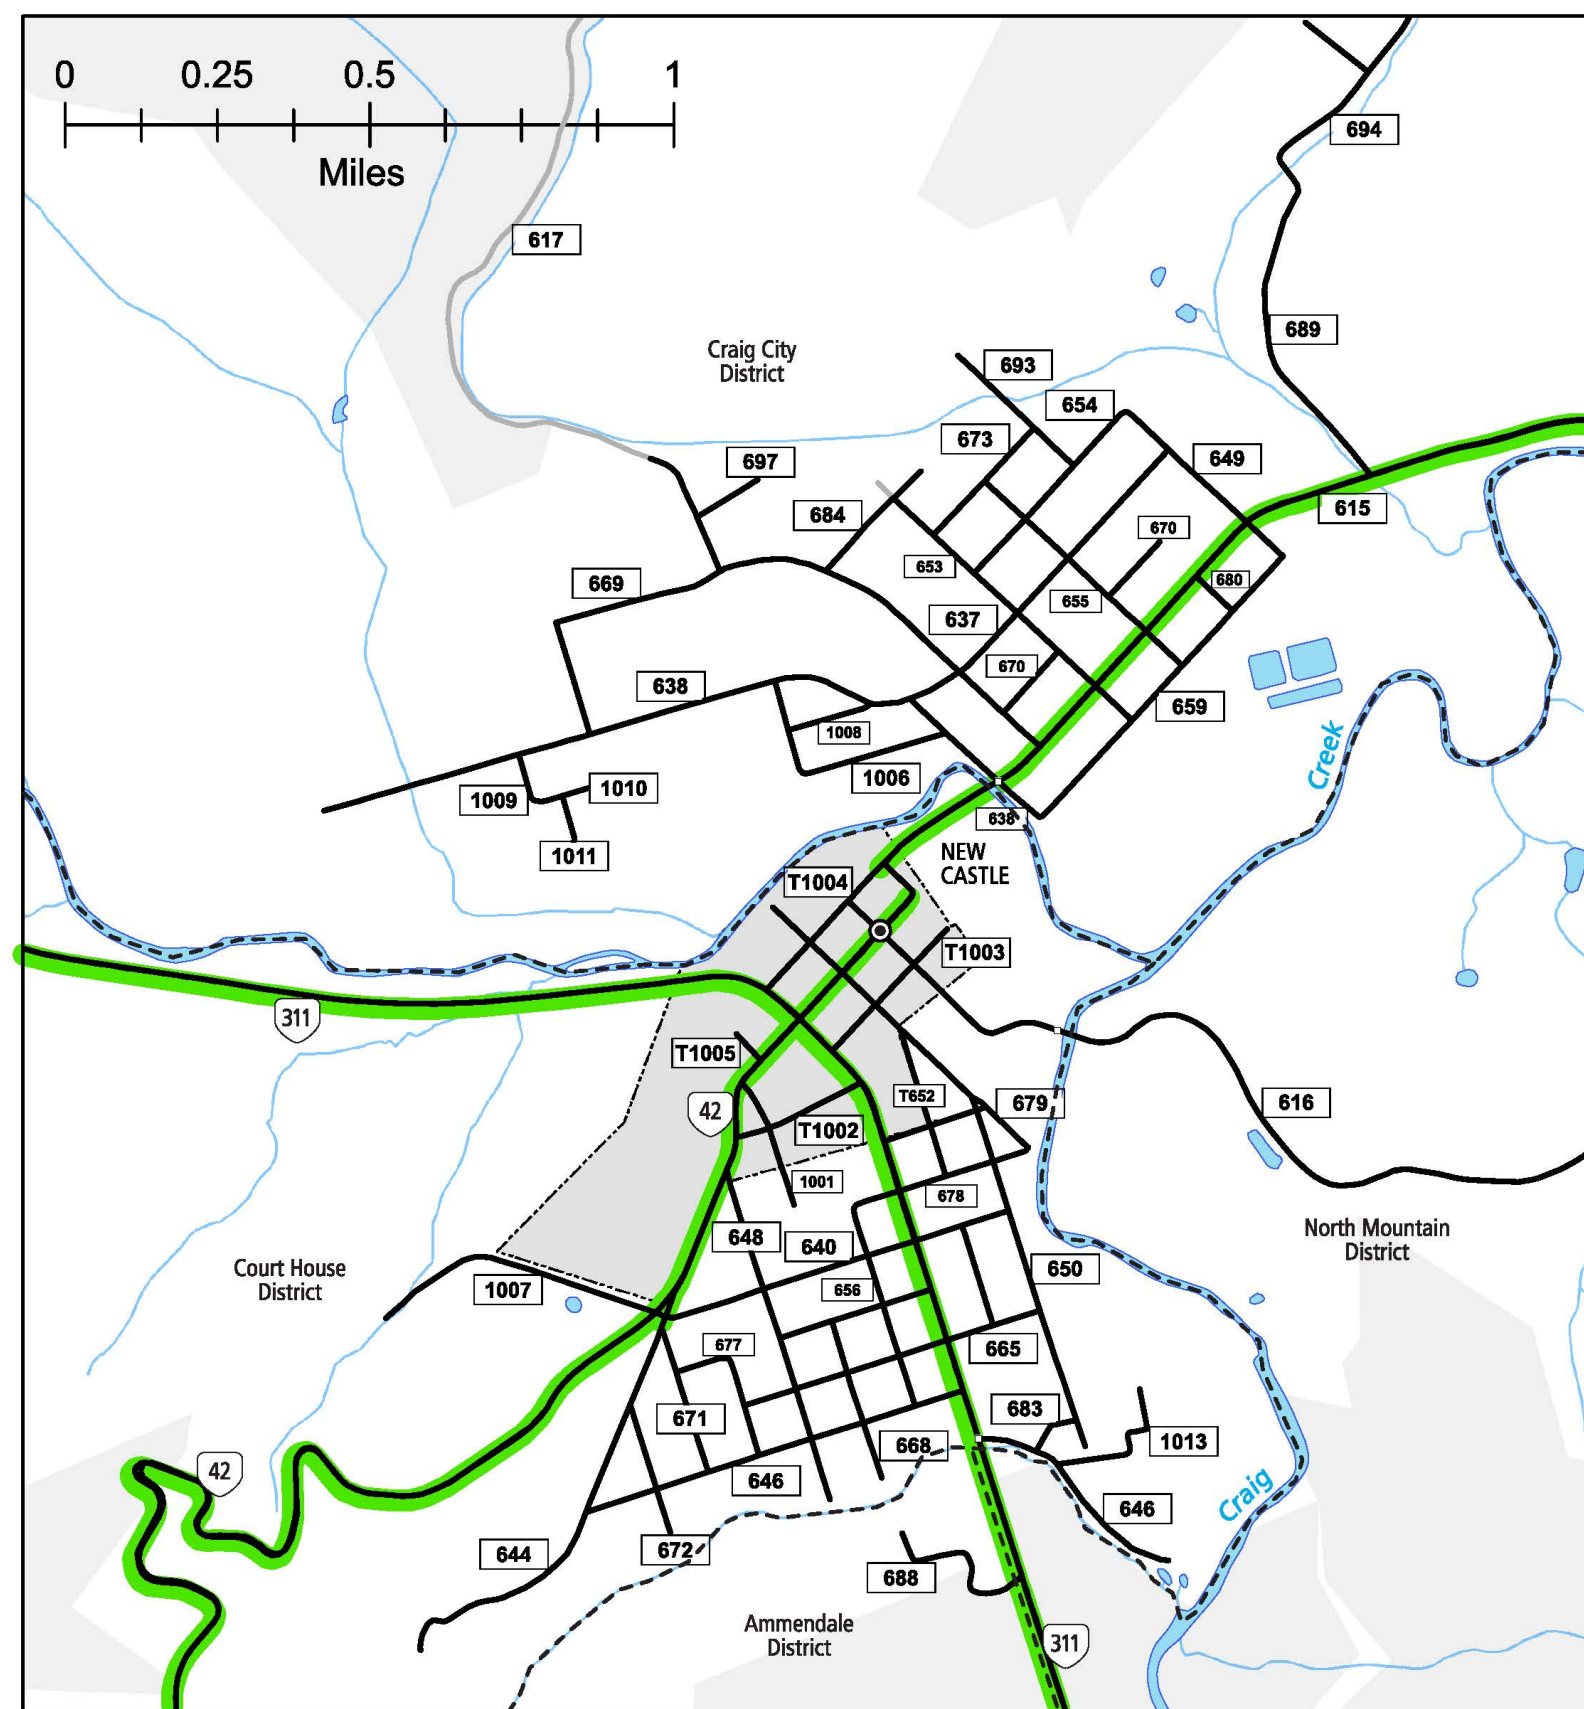 0 0.25 0.5 1
Miles
694
617
689
Craig City
District
693
654
673
649
697
615
684
670
653
669
680
655
637
670
638
659
1008
Creek
1006
1010
1009
638
1011
NEW
CASTLE
T1004
T1003
311
T1005
T652
679
616
42
T1002
1001
678
648
640
North Mountain
District
650
Court House
District
656
1007
677
665
671
683
1013
668
42
646
Craig
646
644
672
688
Ammendale
District
311